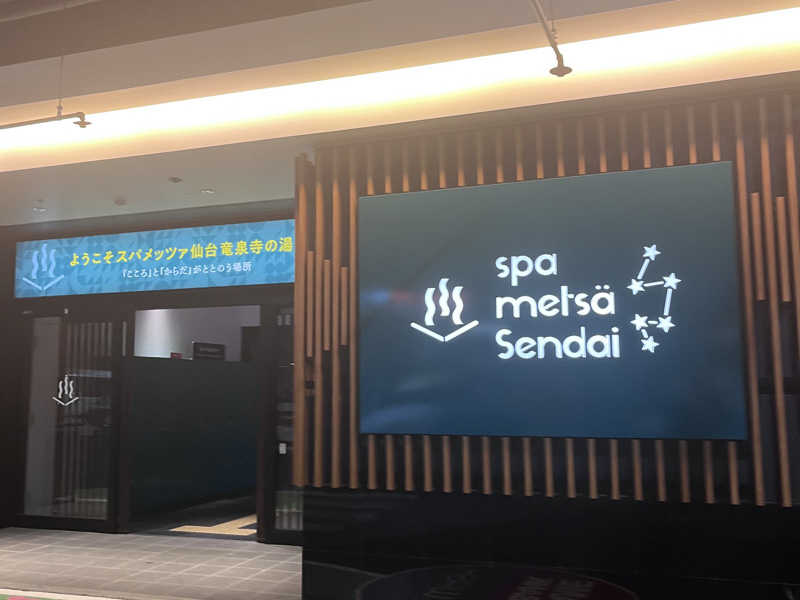 ようこそスパメッツァ仙台 竜泉寺の湯
『こころ』と『からだ』がととのう場所
spa
metsä
Sendai